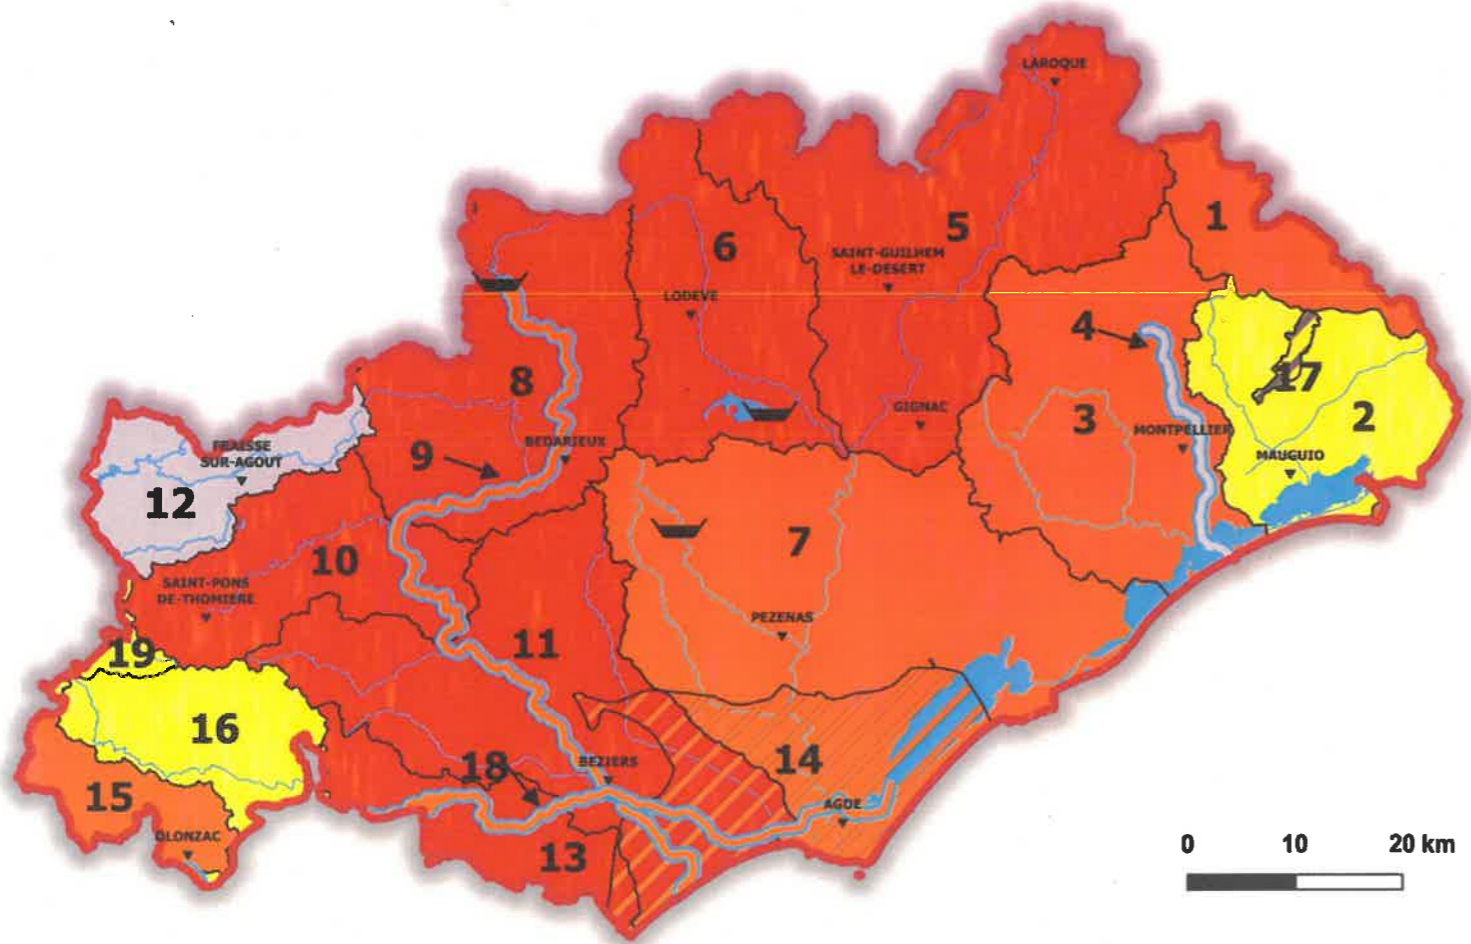 LAROQUE
1
5
6
SAINT-GUILHEM
LE-DESERT
LODEVE
4
17
8
GIGNAC
3
2
MONTPELLIER
FRAISSE
SUR-AGOUT
9
BEDARIEUX
MAUGUIO
12
7
10
SAINT-PONS
DE-THOMIERE
PEZENAS
11
19
16
14
18
BEZIERS
15
AGDE
OLONZAC
13
0 10 20 km